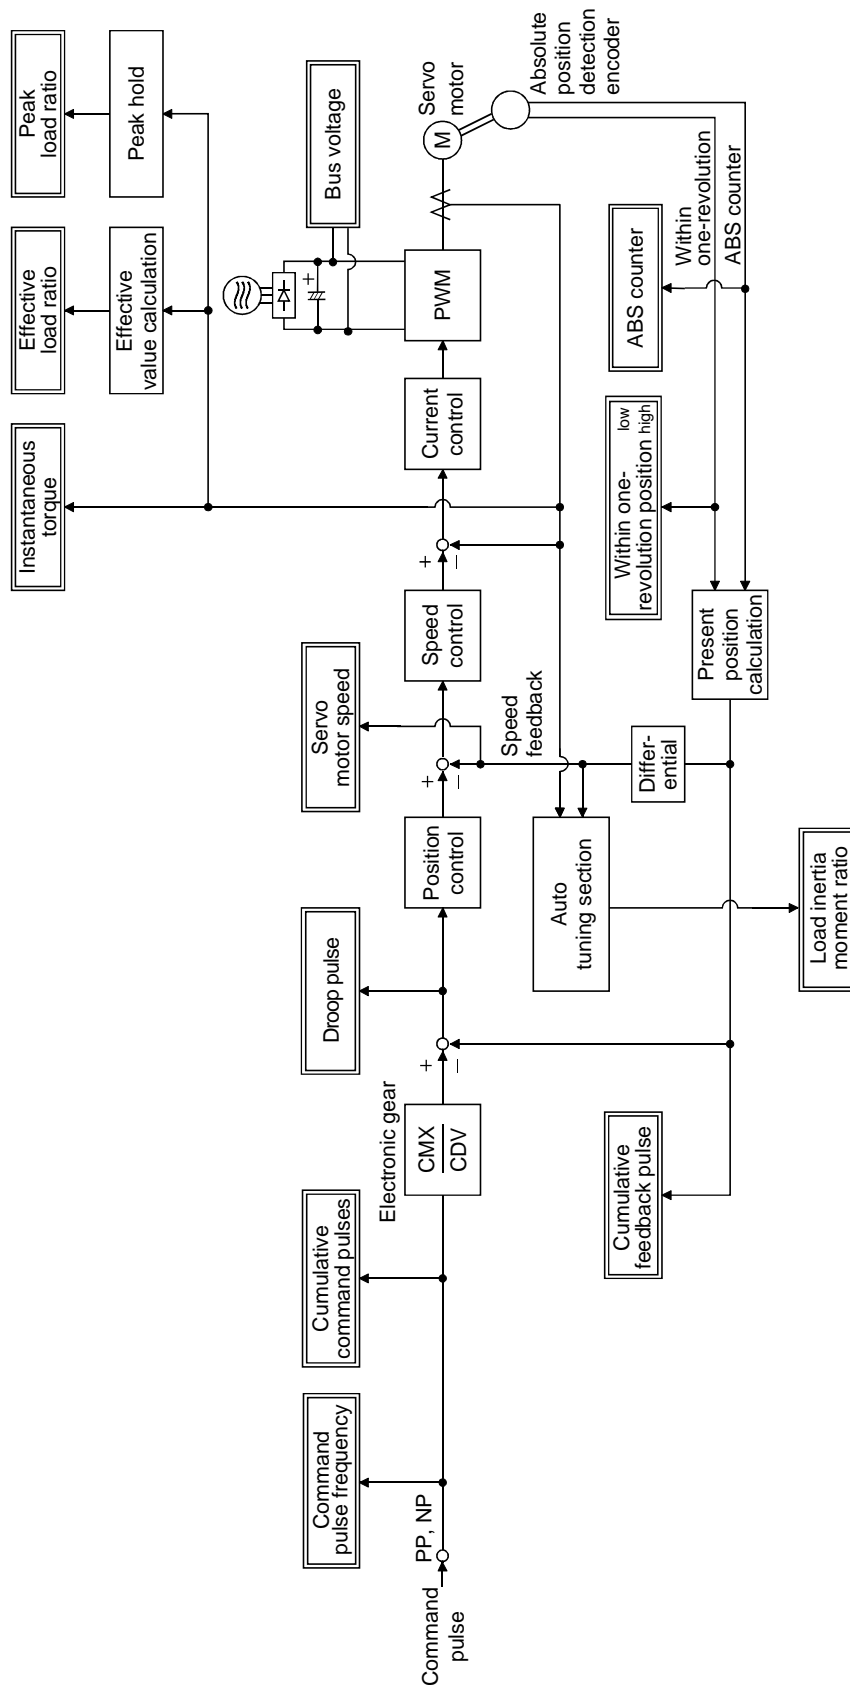 Instantaneous
torque
Effective
load ratio
Peak
load ratio
Effective
value calculation
Peak hold
Command
pulse frequency
Cumulative
command pulses
Droop pulse
Servo
motor speed
Bus voltage
Command
pulse
PP, NP
Electronic gear
CMX
CDV
+
−
Position
control
+
−
Speed
control
+
−
Current
control
PWM
+
M
Servo
motor
Absolute
position
detection
encoder
Speed
feedback
Auto
tuning section
Differ-
ential
Cumulative
feedback pulse
Within one-
revolution position
low
high
ABS counter
Within
one-revolution
ABS counter
Present
position
calculation
Load inertia
moment ratio